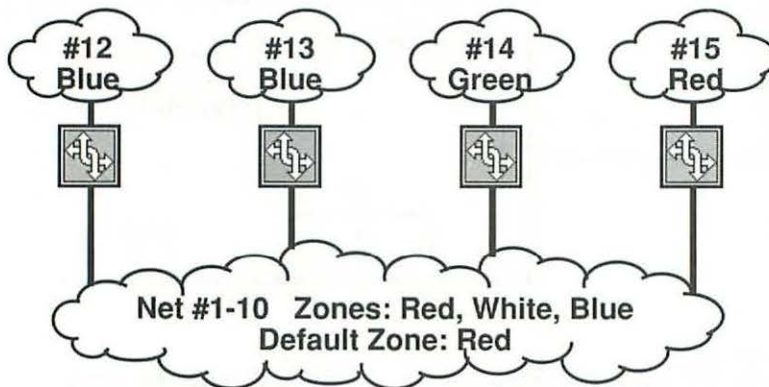 #12
Blue
#13
Blue
#14
Green
#15
Red
Net #1-10 Zones: Red, White, Blue
Default Zone: Red